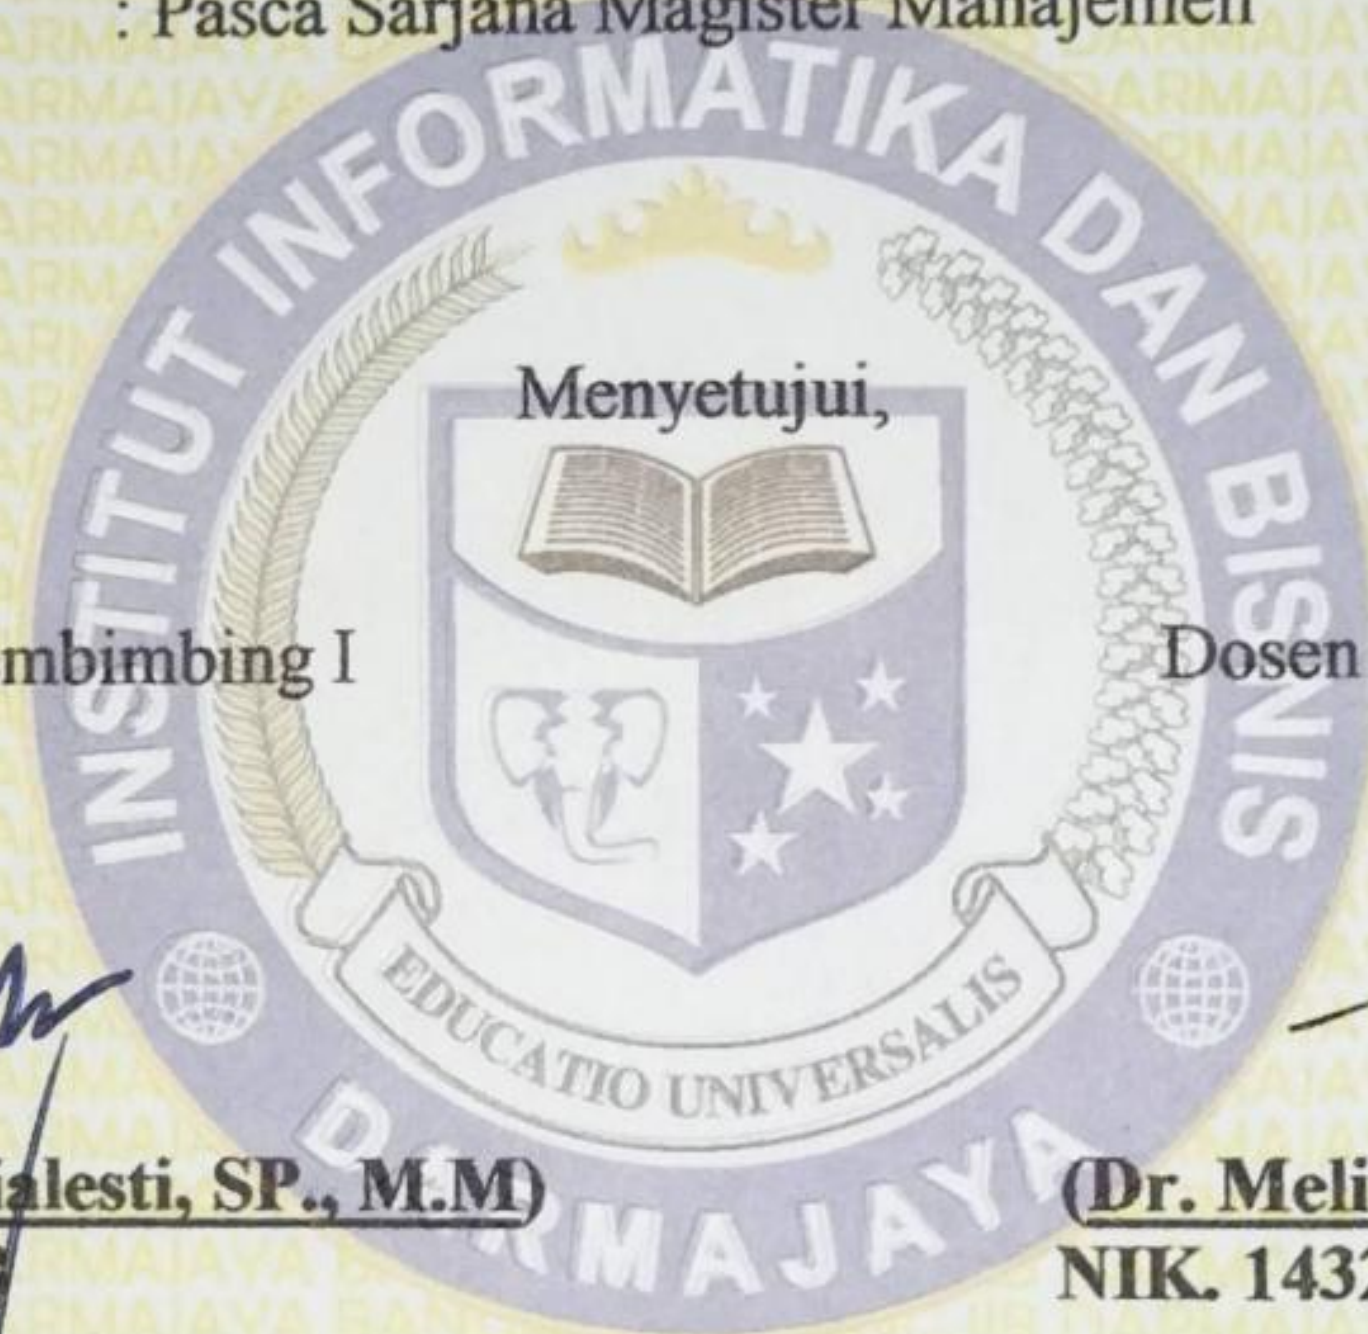 : Pasca Sarjana Magister Manajemen
INSTITUT INFORMATIKA DAN BISNIS
Menyetujui,
mbimbing I
Dosen
EDUCATIO UNIVERSALIS
DARMAJAYA
alesti, SP., M.M)
(Dr. Meli
NIK. 1432